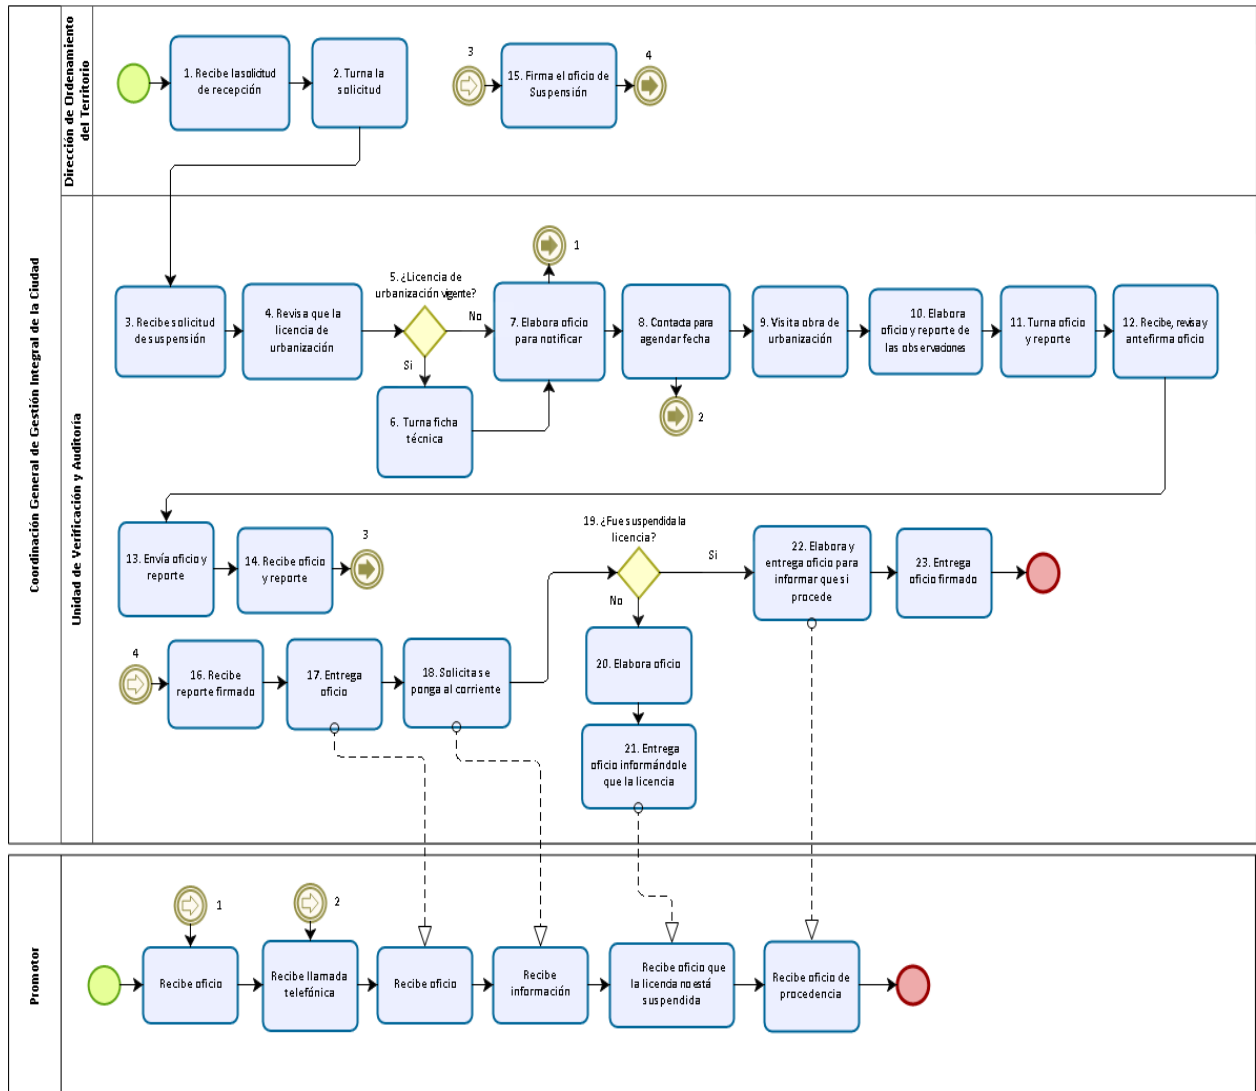 Coordinación General de Gestión Integral de la Ciudad
Dirección de Ordenamiento
del Territorio
1. Recibe la solicitud
de recepción
2. Turna la
solicitud
3
15. Firma el oficio de
Suspensión
4
Unidad de Verificación y Auditoría
3. Recibe solicitud
de suspensión
4. Revisa que la
licencia de
urbanización
5. ¿Licencia de
urbanización vigente?
No
Si
6. Turna ficha
técnica
1
7. Elabora oficio
para notificar
8. Contacta para
agendar fecha
2
9. Visita obra de
urbanización
10. Elabora
oficio y reporte de
las observaciones
11. Turna oficio
y reporte
12. Recibe, revisa y
antefirma oficio
13. Envía oficio y
reporte
14. Recibe oficio
y reporte
3
4
16. Recibe
reporte firmado
17. Entrega
oficio
18. Solicita se
ponga al corriente
19. ¿Fue suspendida la
licencia?
Si
No
20. Elabora oficio
21. Entrega
oficio informándole
que la licencia
22. Elabora y
entrega oficio para
informar que si
procede
23. Entrega
oficio firmado
Promotor
1
Recibe oficio
2
Recibe llamada
telefónica
Recibe oficio
Recibe
información
Recibe oficio que
la licencia no está
suspendida
Recibe oficio de
procedencia